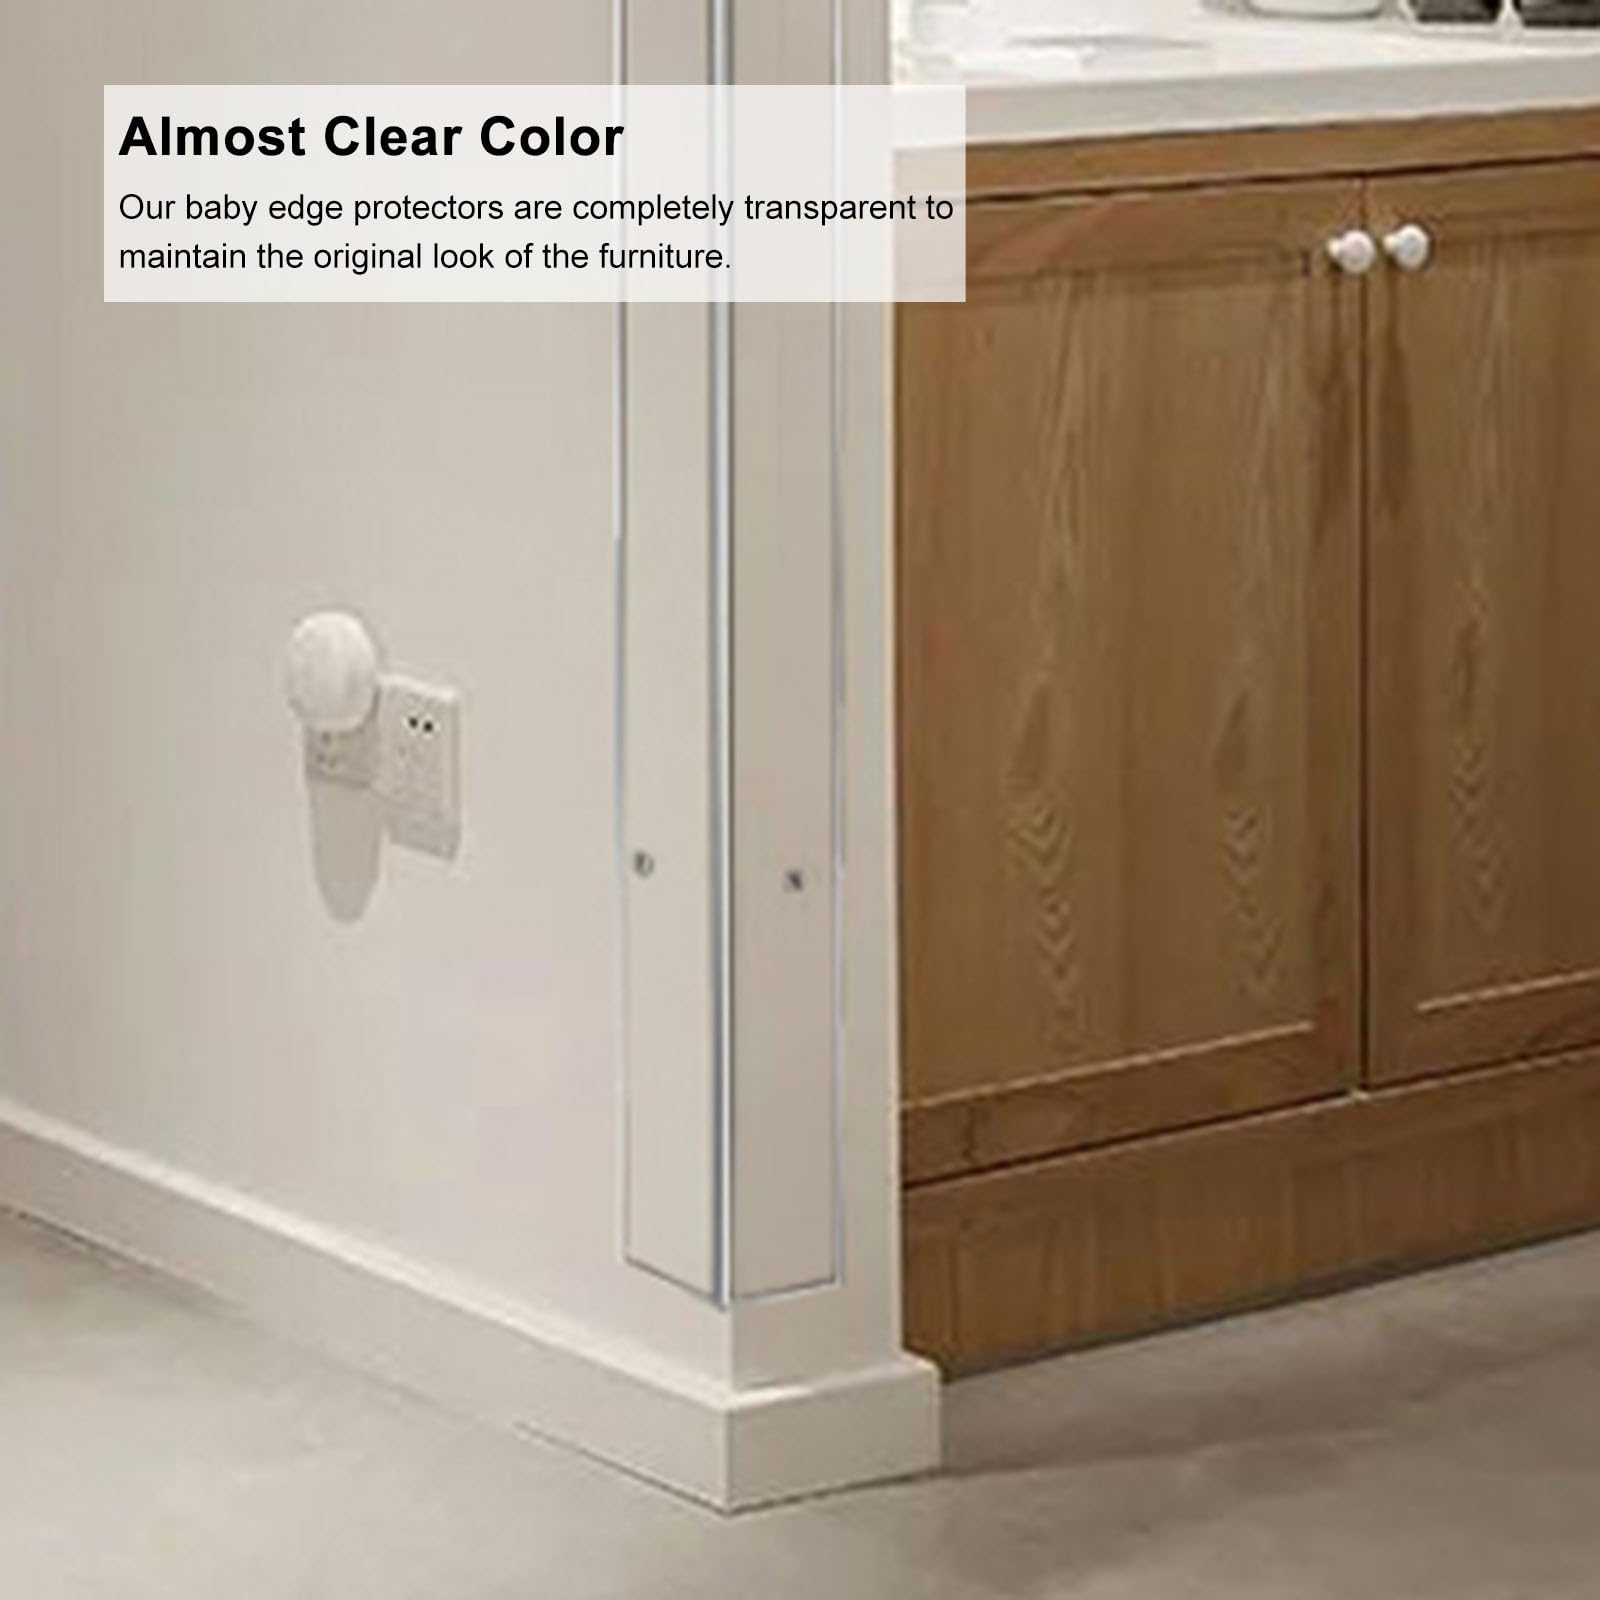 Almost Clear Color
Our baby edge protectors are completely transparent to
maintain the original look of the furniture.